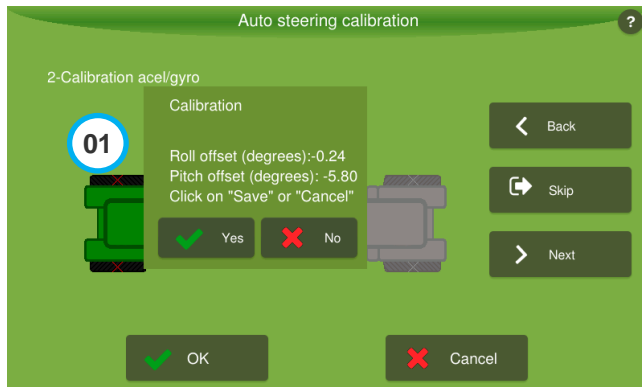 Auto steering calibration
?
2-Calibration acel/gyro
Calibration
01
Roll offset (degrees):-0.24
Pitch offset (degrees): -5.80
Click on "Save" or "Cancel"
Yes
No
Back
Skip
Next
OK
Cancel